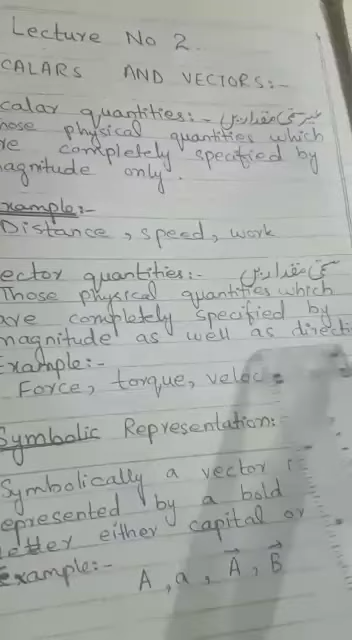 Lecture No 2.
CALARS AND VECTORS:-
calar quantities:- غیر سمتی مقداریں
hose physical quantities which
re completely specified by
agnitude only.
xample:-
Distance, speed, work
ector quantities:- سمتی مقداریں
Those physical quantities which
are completely specified by
magnitude as well as directi
Example:-
Force, torque, veloc
Symbolic Representation:-
Symbolically a vector i
epresented by a bold
letter either capital or
Example:- A, a, A⃗, B⃗